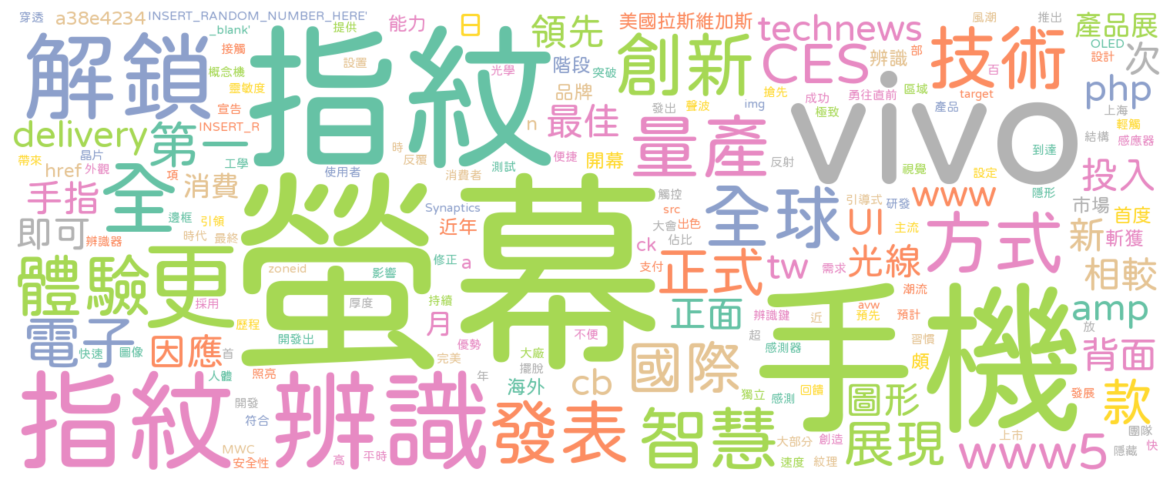 穿透 a38e4234 INSERT_RANDOM_NUMBER_HERE' 能力 日 領先 美國拉斯維加斯 technews 風潮 推出 產品展
_blank' 提供 接觸 設置 概念機 靈敏度 宣告 光學 階段 突破 品牌 創新 CES 辨識 部 技術 OLED 設計 次
解鎖 指紋 發出 聲波 img 搶先 成功 勇往直前 極致 百 區域 target 產品 php 上海 輕觸 感應器
delivery 第一 INSERT_R n 最佳 量產 vivo 結構 到達
帶來 晶片 href 外觀 項 工學 使用者 時 反覆 測試 便捷 開幕 反射 視覺 設定 投入
手指 全 消費 消費者 觸控 全球 引導式 研發 www 隱形 市場 首度
即可 辨識器 邊框 引領 時代 最終 Synaptics 近年 src 大會 出色 佔比 UI 主流 方式 新 斬獲
體驗 更 螢幕 zoneid 影響 修正 a ck 支付 正式 tw 需求 光線 相較
電子 採用 厚度 持續 月 正面 辨識鍵 avw 近 預先 潮流 預計 手機 amp
因應 歷程 開發出 優勢 不便 超 感測器 習慣 放 背面
快速 圖像 首 完美 大廠 擺脫 國際 頗
人體 照亮 年 海外 cb 獨立 感測 回饋 圖形 發展 款
指紋 開發 符合 辨識 發表 智慧 大部分 創造 展現 上市 團隊
MWC 安全性 高 平時 速度 紋理 www5 隱藏 快